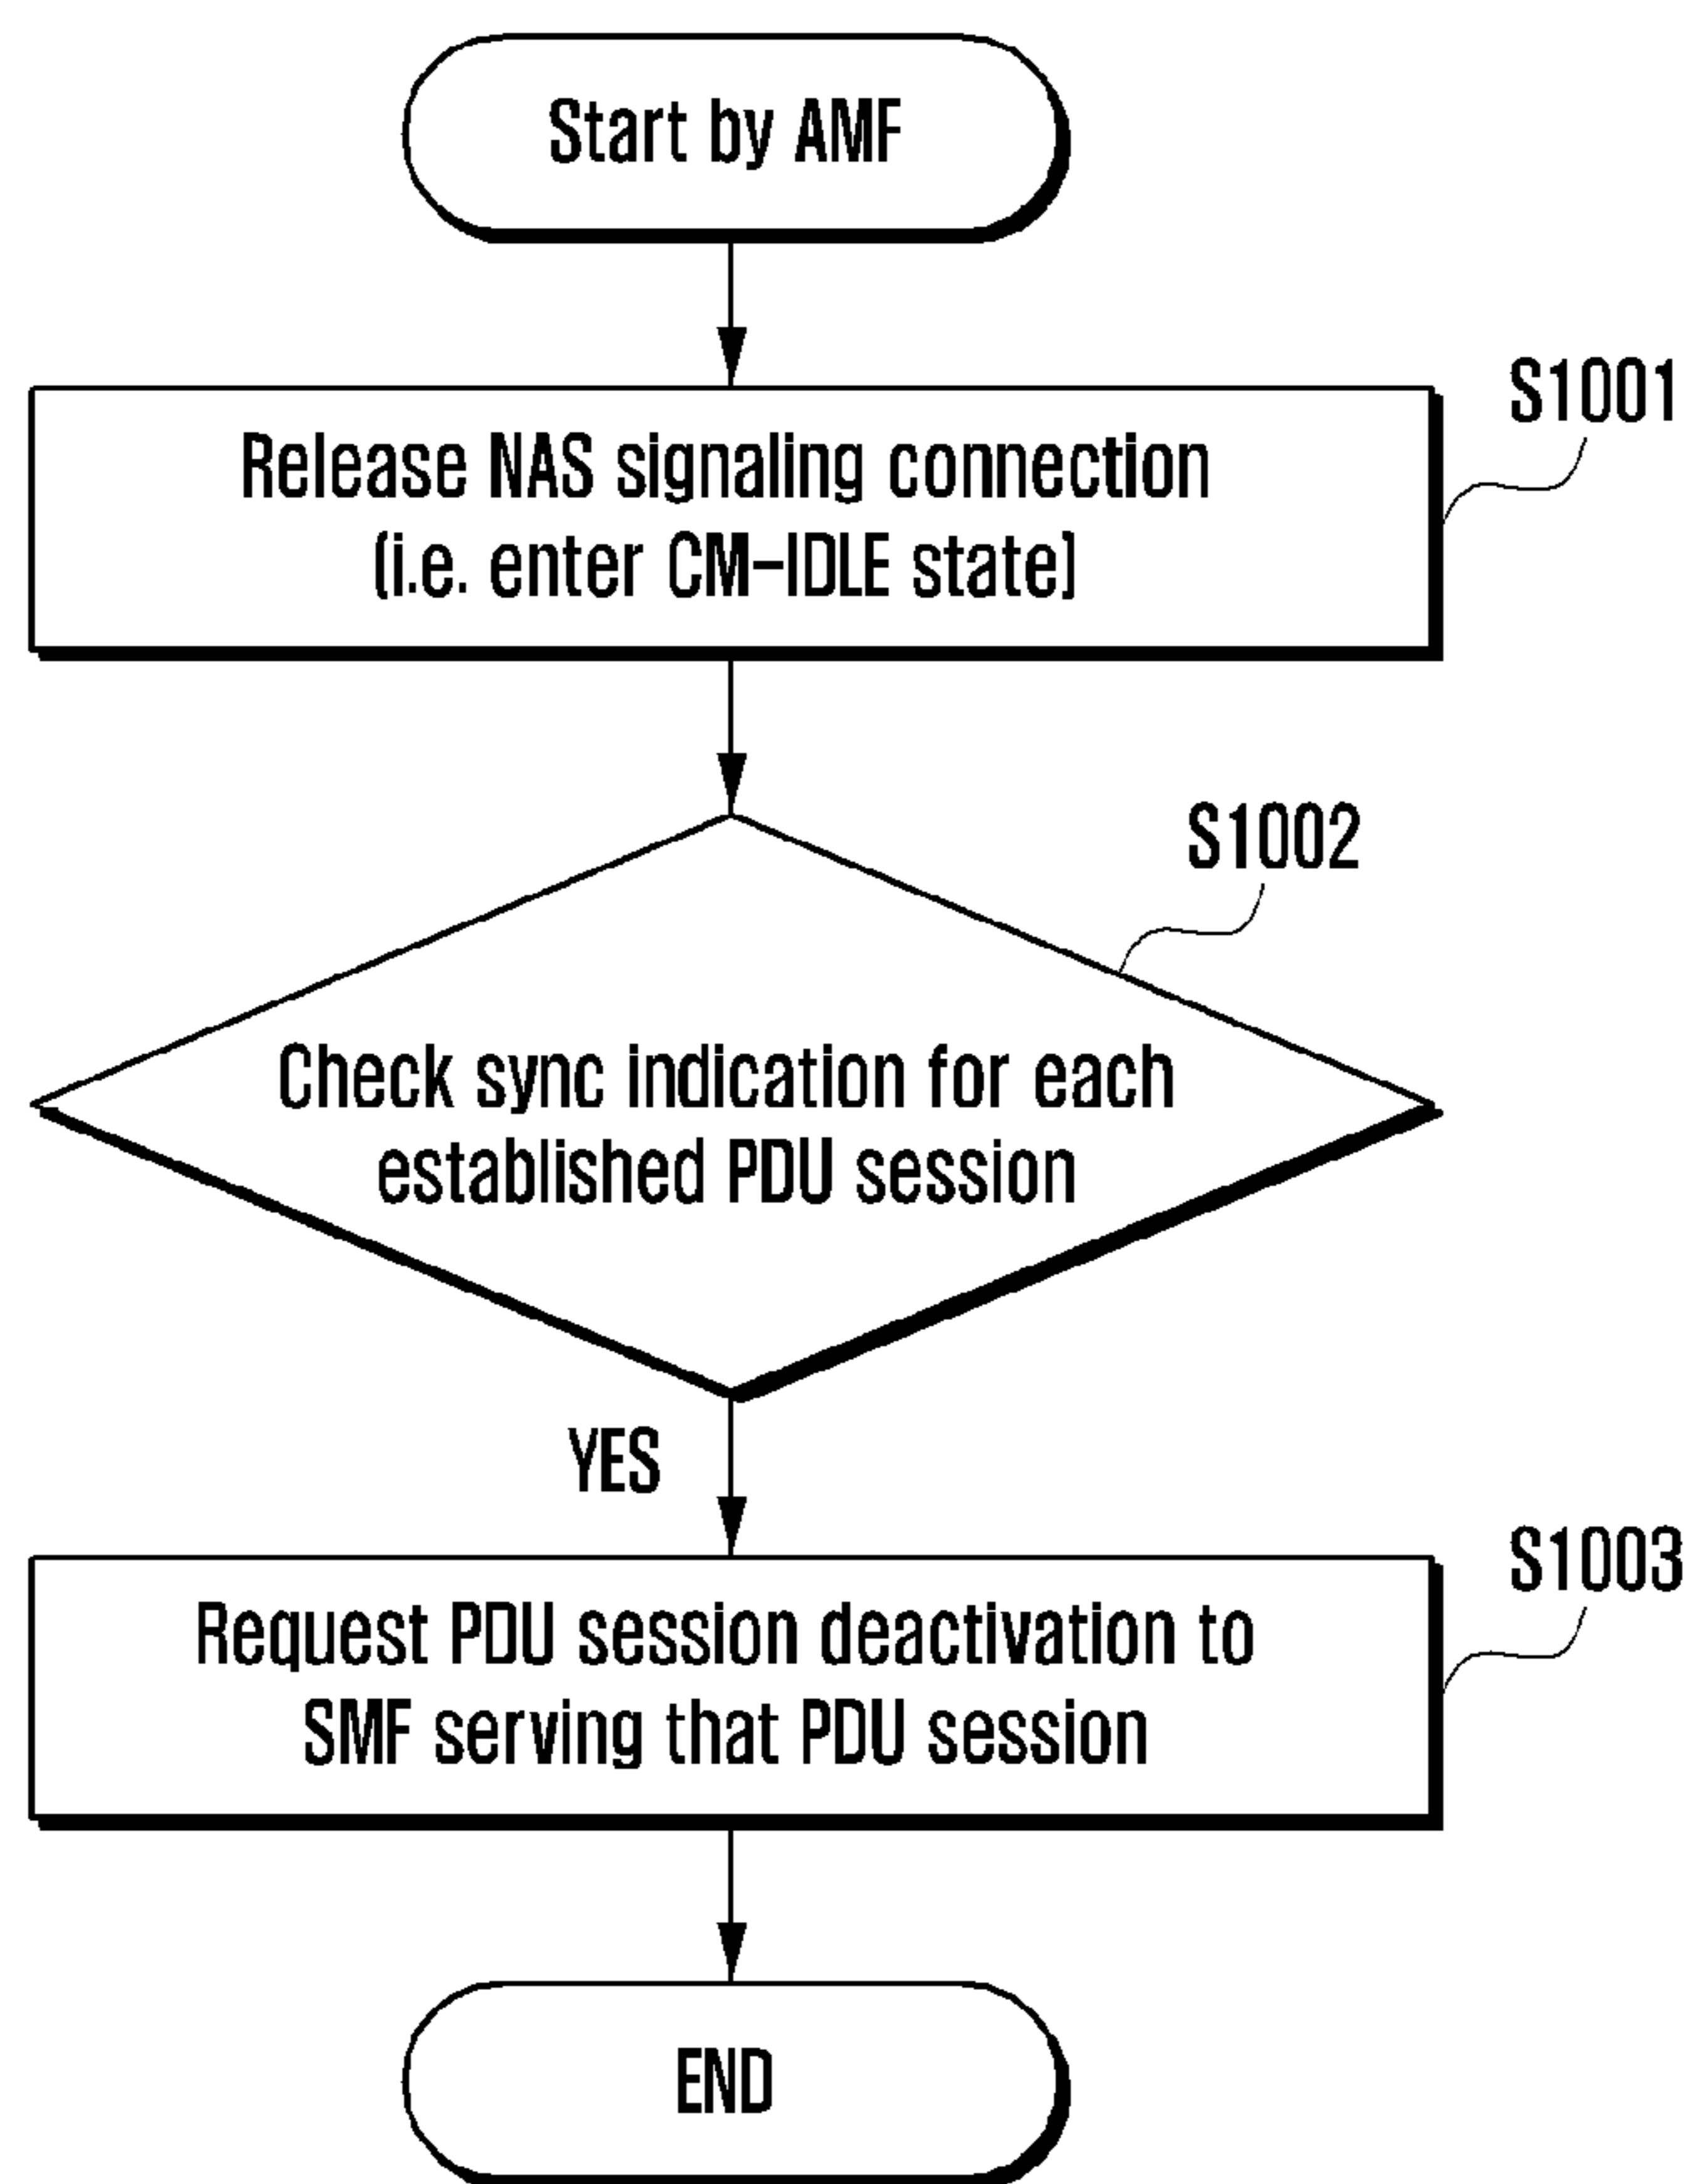 Start by AMF
S1001
Release NAS signaling connection
(i.e. enter CM-IDLE state)
S1002
Check sync indication for each
established PDU session
YES
S1003
Request PDU session deactivation to
SMF serving that PDU session
END